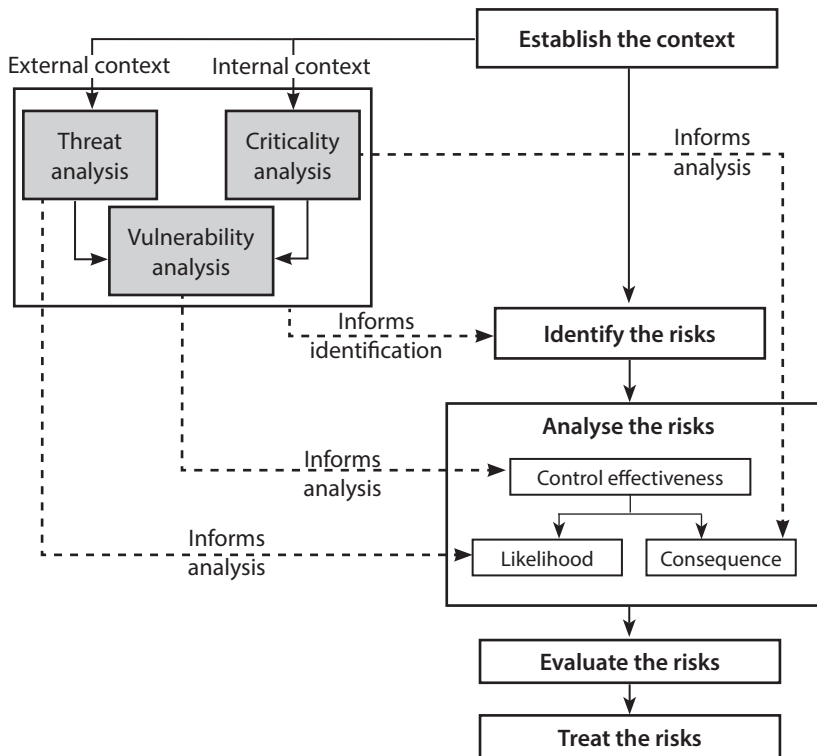 Establish the context
External context
Internal context
Threat
analysis
Criticality
analysis
Informs
analysis
Vulnerability
analysis
Informs
identification
Identify the risks
Analyse the risks
Informs
analysis
Control effectiveness
Informs
analysis
Likelihood
Consequence
Evaluate the risks
Treat the risks